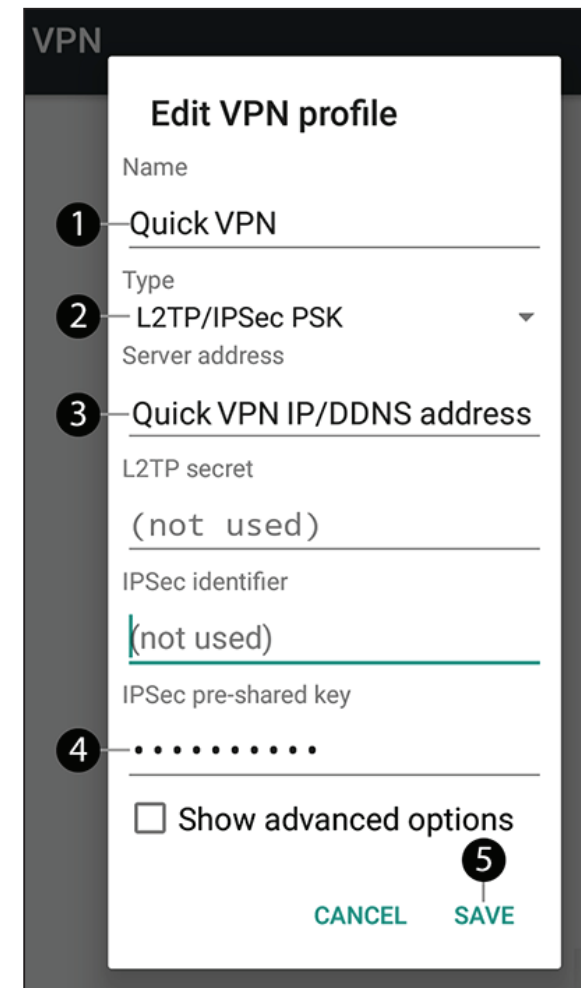 VPN
Edit VPN profile
Name
1 Quick VPN
Type
2 L2TP/IPSec PSK
Server address
3 Quick VPN IP/DDNS address
L2TP secret
(not used)
IPSec identifier
(not used)
IPSec pre-shared key
4 ••••••••••
Show advanced options
5
CANCEL SAVE